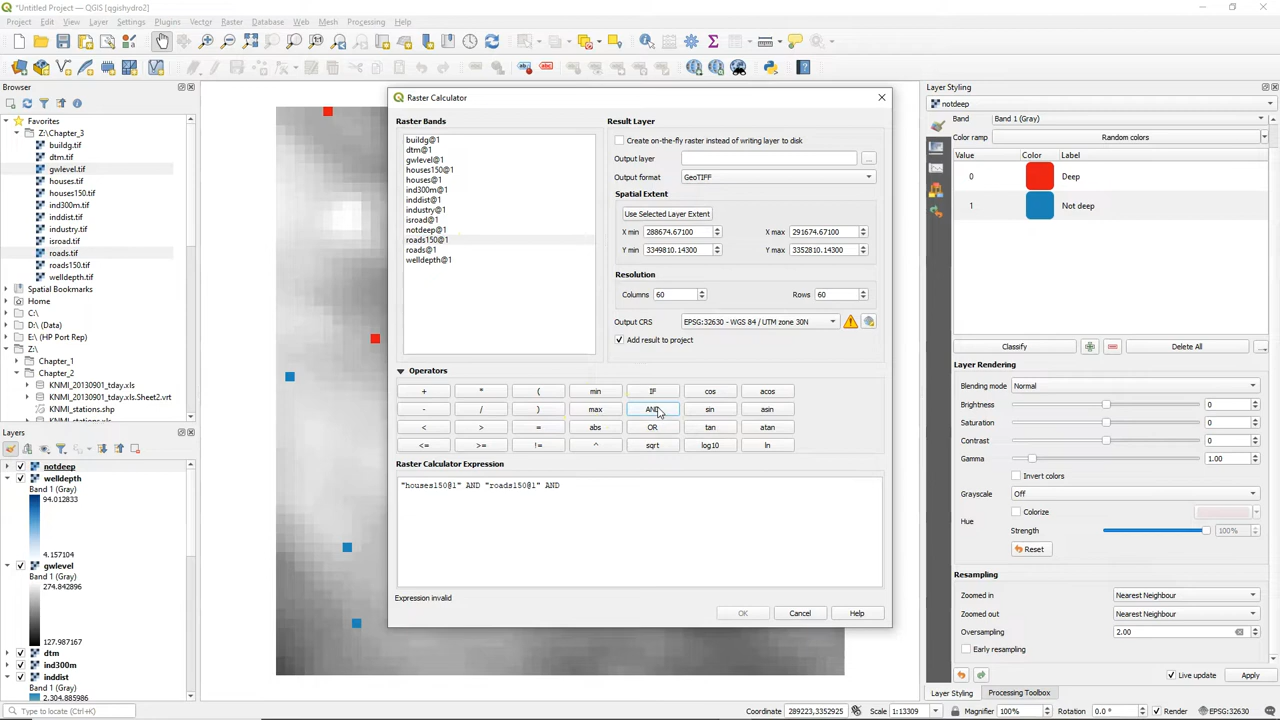 *Untitled Project — QGIS [qgishydro2]
Project Edit View Layer Settings Plugins Vector Raster Database Web Mesh Processing Help
Browser
Favorites
Z:\Chapter_3
buildg.tif
dtm.tif
gwlevel.tif
houses.tif
houses150.tif
ind300m.tif
inddist.tif
industry.tif
isroad.tif
roads.tif
roads150.tif
welldepth.tif
Spatial Bookmarks
Home
C:\
D:\ (Data)
E:\ (HP Port Rep)
Z:\
Chapter_1
Chapter_2
KNMI_20130901_tday.xls
KNMI_20130901_tday.xls.Sheet2.vrt
KNMI_stations.shp
Layers
notdeep
welldepth
Band 1 (Gray)
94.012833
4.157104
gwlevel
Band 1 (Gray)
274.842896
127.987167
dtm
ind300m
inddist
Band 1 (Gray)
2,304.885986
Raster Calculator
Raster Bands
buildg@1
dtm@1
gwlevel@1
houses150@1
houses@1
ind300m@1
inddist@1
industry@1
isroad@1
notdeep@1
roads150@1
roads@1
welldepth@1
Result Layer
Create on-the-fly raster instead of writing layer to disk
Output layer ...
Output format GeoTIFF
Spatial Extent
Use Selected Layer Extent
X min 288674.67100 X max 291674.67100
Y min 3349810.14300 Y max 3352810.14300
Resolution
Columns 60 Rows 60
Output CRS EPSG:32630 - WGS 84 / UTM zone 30N
Add result to project
Operators
+ * ( min IF cos acos
- / ) max AND sin asin
< > = abs OR tan atan
<= >= != ^ sqrt log10 ln
Raster Calculator Expression
"houses150@1" AND "roads150@1" AND
Expression invalid
OK Cancel Help
Layer Styling
notdeep
Band Band 1 (Gray)
Color ramp Random colors
Value Color Label
0 Deep
1 Not deep
Classify Delete All ...
Layer Rendering
Blending mode Normal
Brightness 0
Saturation 0
Contrast 0
Gamma 1.00
Invert colors
Grayscale Off
Colorize
Hue
Strength 100%
Reset
Resampling
Zoomed in Nearest Neighbour
Zoomed out Nearest Neighbour
Oversampling 2.00
Early resampling
Live update Apply
Layer Styling Processing Toolbox
Type to locate (Ctrl+K)
Coordinate 289223,3352925 Scale 1:13309 Magnifier 100% Rotation 0.0 ° Render EPSG:32630